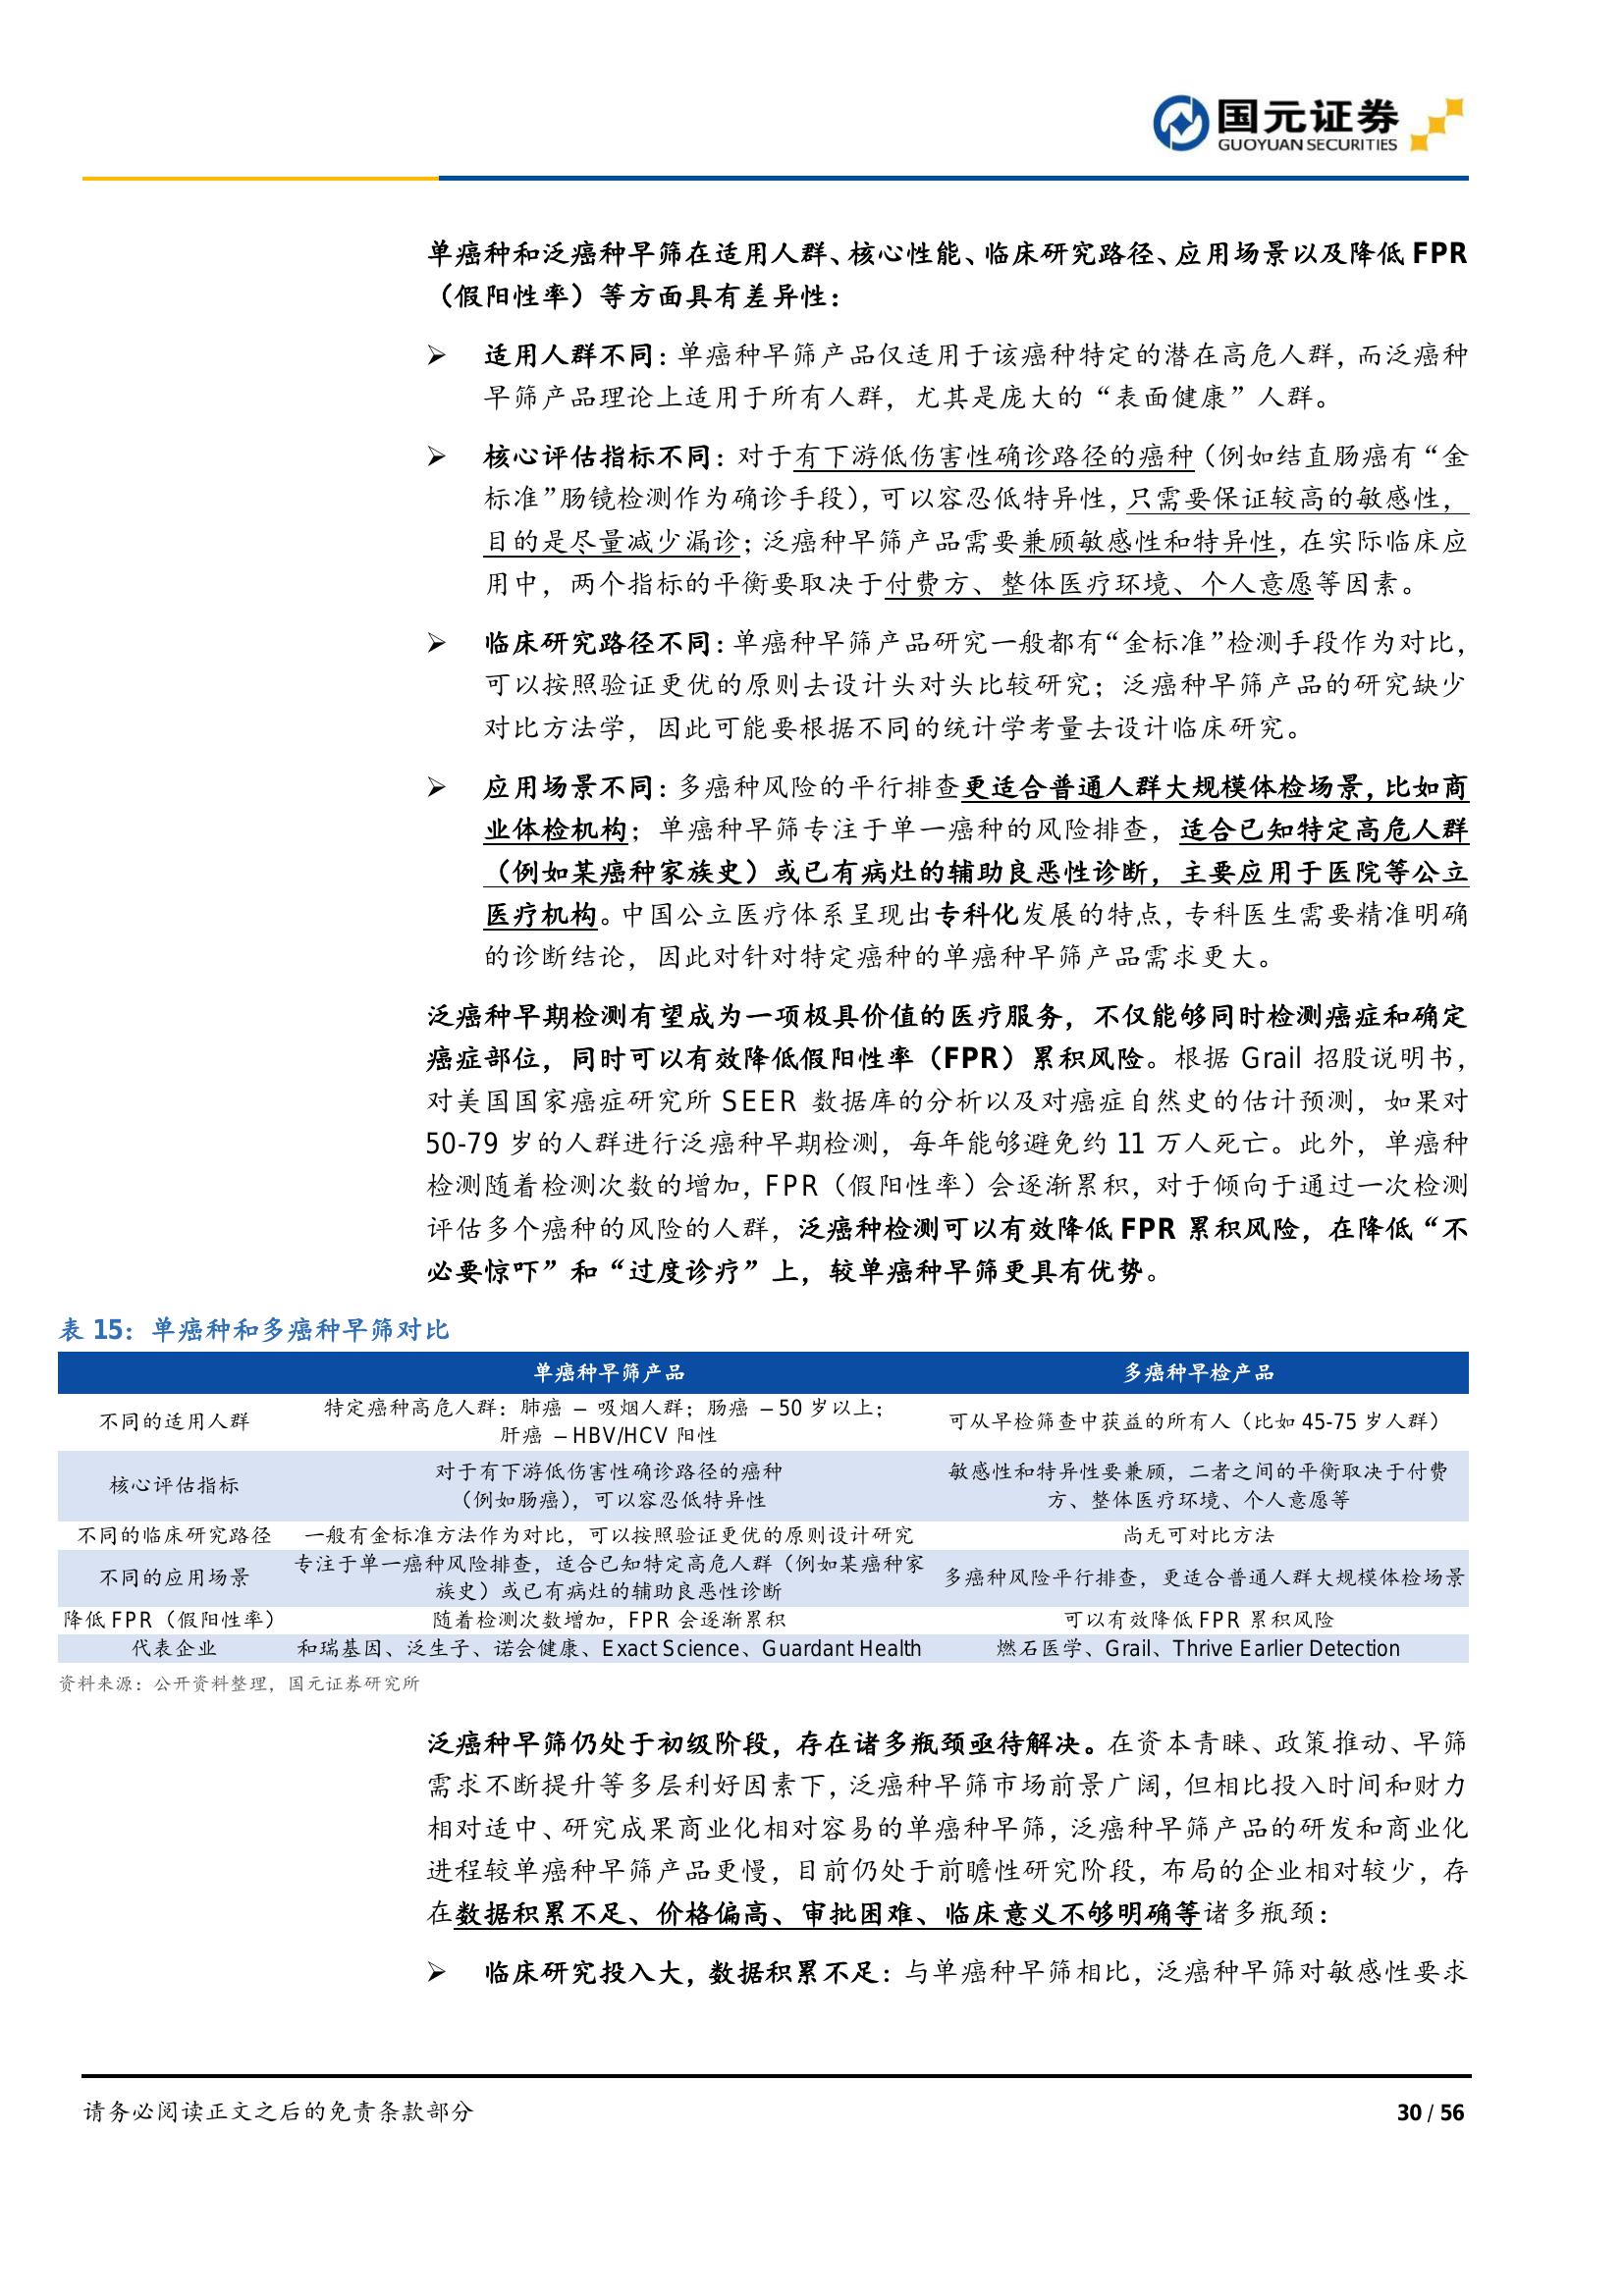 国元证券
GUOYUAN SECURITIES
单癌种和泛癌种早筛在适用人群、核心性能、临床研究路径、应用场景以及降低 FPR
（假阳性率）等方面具有差异性：
➢ 适用人群不同：单癌种早筛产品仅适用于该癌种特定的潜在高危人群，而泛癌种
早筛产品理论上适用于所有人群，尤其是庞大的“表面健康”人群。
➢ 核心评估指标不同：对于有下游低伤害性确诊路径的癌种（例如结直肠癌有“金
标准”肠镜检测作为确诊手段），可以容忍低特异性，只需要保证较高的敏感性，
目的是尽量减少漏诊；泛癌种早筛产品需要兼顾敏感性和特异性，在实际临床应
用中，两个指标的平衡要取决于付费方、整体医疗环境、个人意愿等因素。
➢ 临床研究路径不同：单癌种早筛产品研究一般都有“金标准”检测手段作为对比，
可以按照验证更优的原则去设计头对头比较研究；泛癌种早筛产品的研究缺少
对比方法学，因此可能要根据不同的统计学考量去设计临床研究。
➢ 应用场景不同：多癌种风险的平行排查更适合普通人群大规模体检场景，比如商
业体检机构；单癌种早筛专注于单一癌种的风险排查，适合已知特定高危人群
（例如某癌种家族史）或已有病灶的辅助良恶性诊断，主要应用于医院等公立
医疗机构。中国公立医疗体系呈现出专科化发展的特点，专科医生需要精准明确
的诊断结论，因此对针对特定癌种的单癌种早筛产品需求更大。
泛癌种早期检测有望成为一项极具价值的医疗服务，不仅能够同时检测癌症和确定
癌症部位，同时可以有效降低假阳性率（FPR）累积风险。根据 Grail 招股说明书，
对美国国家癌症研究所 SEER 数据库的分析以及对癌症自然史的估计预测，如果对
50-79 岁的人群进行泛癌种早期检测，每年能够避免约 11 万人死亡。此外，单癌种
检测随着检测次数的增加，FPR（假阳性率）会逐渐累积，对于倾向于通过一次检测
评估多个癌种的风险的人群，泛癌种检测可以有效降低 FPR 累积风险，在降低“不
必要惊吓”和“过度诊疗”上，较单癌种早筛更具有优势。
表 15：单癌种和多癌种早筛对比
单癌种早筛产品 多癌种早检产品
不同的适用人群 特定癌种高危人群：肺癌 – 吸烟人群；肠癌 – 50 岁以上；
肝癌 – HBV/HCV 阳性 可从早检筛查中获益的所有人（比如 45-75 岁人群）
核心评估指标 对于有下游低伤害性确诊路径的癌种
（例如肠癌），可以容忍低特异性 敏感性和特异性要兼顾，二者之间的平衡取决于付费
方、整体医疗环境、个人意愿等
不同的临床研究路径 一般有金标准方法作为对比，可以按照验证更优的原则设计研究 尚无可对比方法
不同的应用场景 专注于单一癌种风险排查，适合已知特定高危人群（例如某癌种家
族史）或已有病灶的辅助良恶性诊断 多癌种风险平行排查，更适合普通人群大规模体检场景
降低 FPR（假阳性率） 随着检测次数增加，FPR 会逐渐累积 可以有效降低 FPR 累积风险
代表企业 和瑞基因、泛生子、诺会健康、Exact Science、Guardant Health 燃石医学、Grail、Thrive Earlier Detection
资料来源：公开资料整理，国元证券研究所
泛癌种早筛仍处于初级阶段，存在诸多瓶颈亟待解决。在资本青睐、政策推动、早筛
需求不断提升等多层利好因素下，泛癌种早筛市场前景广阔，但相比投入时间和财力
相对适中、研究成果商业化相对容易的单癌种早筛，泛癌种早筛产品的研发和商业化
进程较单癌种早筛产品更慢，目前仍处于前瞻性研究阶段，布局的企业相对较少，存
在数据积累不足、价格偏高、审批困难、临床意义不够明确等诸多瓶颈：
➢ 临床研究投入大，数据积累不足：与单癌种早筛相比，泛癌种早筛对敏感性要求
请务必阅读正文之后的免责条款部分 30 / 56